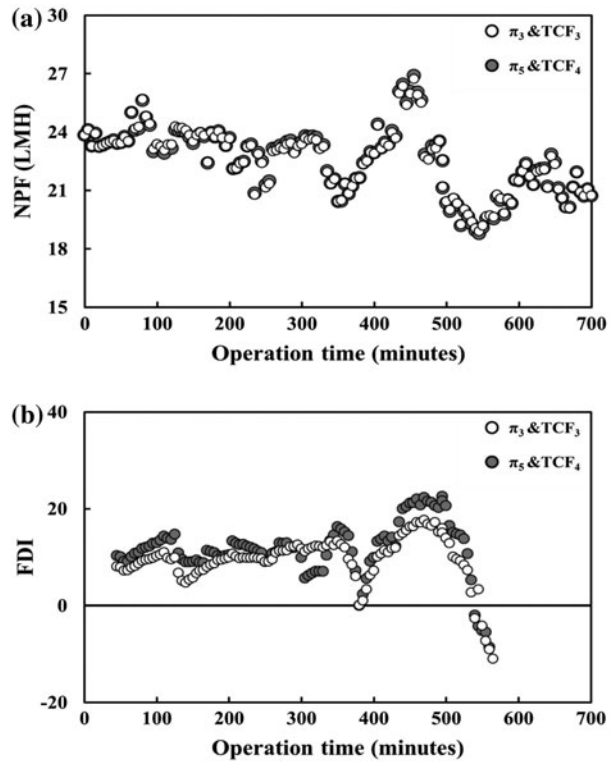 (a)
30
27
24
21
18
15
NPF (LMH)
π₃ &TCF₃
π₅ &TCF₄
0 100 200 300 400 500 600 700
Operation time (minutes)
(b)
40
20
0
-20
FDI
π₃ &TCF₃
π₅ &TCF₄
0 100 200 300 400 500 600 700
Operation time (minutes)